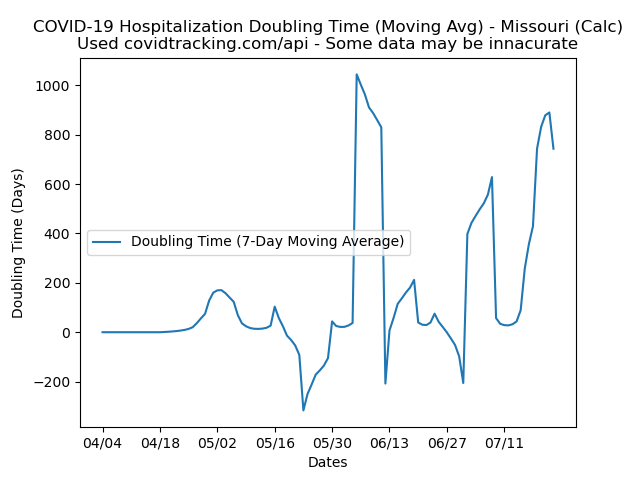 COVID-19 Hospitalization Doubling Time (Moving Avg) - Missouri (Calc)
Used covidtracking.com/api - Some data may be innacurate
1000
800
600
400
200
0
−200
Doubling Time (Days)
Doubling Time (7-Day Moving Average)
04/04 04/18 05/02 05/16 05/30 06/13 06/27 07/11
Dates